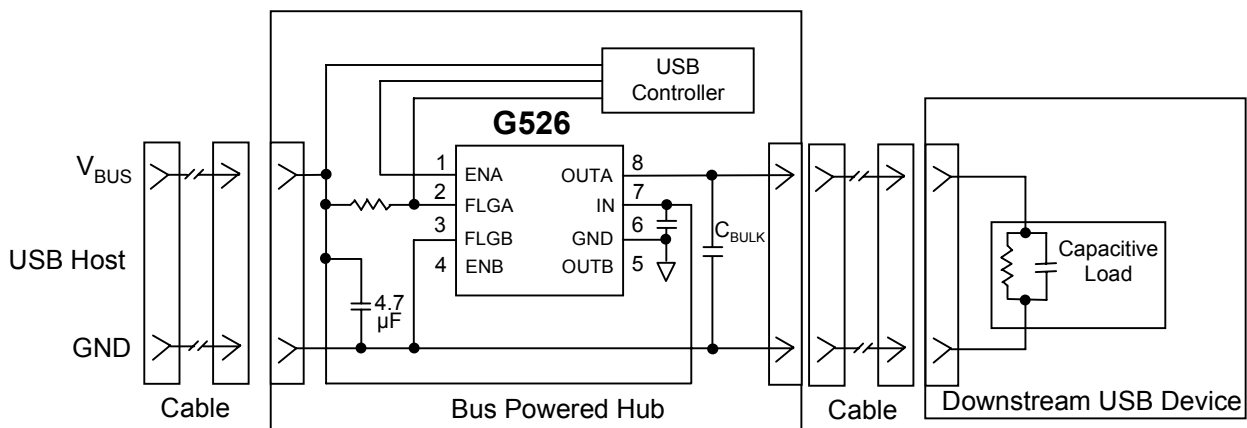 USB
Controller
G526
V_BUS
USB Host
GND
1
2
3
4
ENA
FLGA
FLGB
ENB
OUTA
IN
GND
OUTB
8
7
6
5
C_BULK
4.7
μF
Capacitive
Load
Cable
Bus Powered Hub
Cable
Downstream USB Device